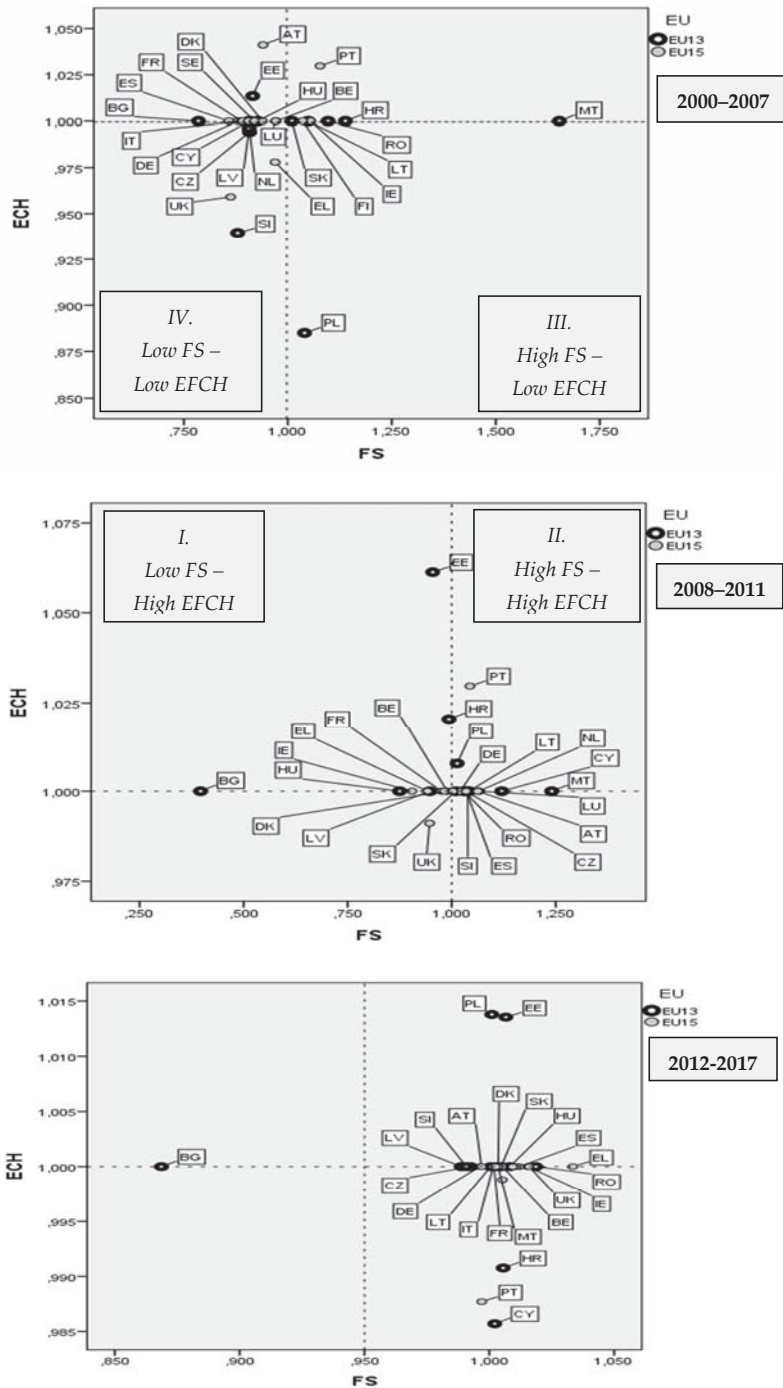 EU
EU13
EU15
2000–2007
1,050
1,025
1,000
,975
,950
,925
,900
,875
,850
ECH
DK
AT
PT
FR
SE
EE
ES
HU
BE
BG
HR
MT
IT
LU
RO
DE
CY
LT
CZ
LV
NL
SK
IE
UK
EL
FI
SI
PL
IV.
Low FS –
Low EFCH
III.
High FS –
Low EFCH
,750
1,000
1,250
1,500
1,750
FS
EU
EU13
EU15
2008–2011
1,075
1,050
1,025
1,000
,975
ECH
I.
Low FS –
High EFCH
II.
High FS –
High EFCH
EE
PT
BE
HR
FR
EL
PL
IE
DE
LT
NL
HU
CY
BG
MT
DK
LU
LV
RO
AT
SK
UK
SI
ES
CZ
,250
,500
,750
1,000
1,250
FS
EU
EU13
EU15
2012-2017
1,015
1,010
1,005
1,000
,995
,990
,985
ECH
PL
EE
DK
SK
SI
AT
HU
LV
ES
BG
EL
CZ
RO
DE
UK
IE
LT
IT
FR
MT
BE
HR
PT
CY
,850
,900
,950
1,000
1,050
FS